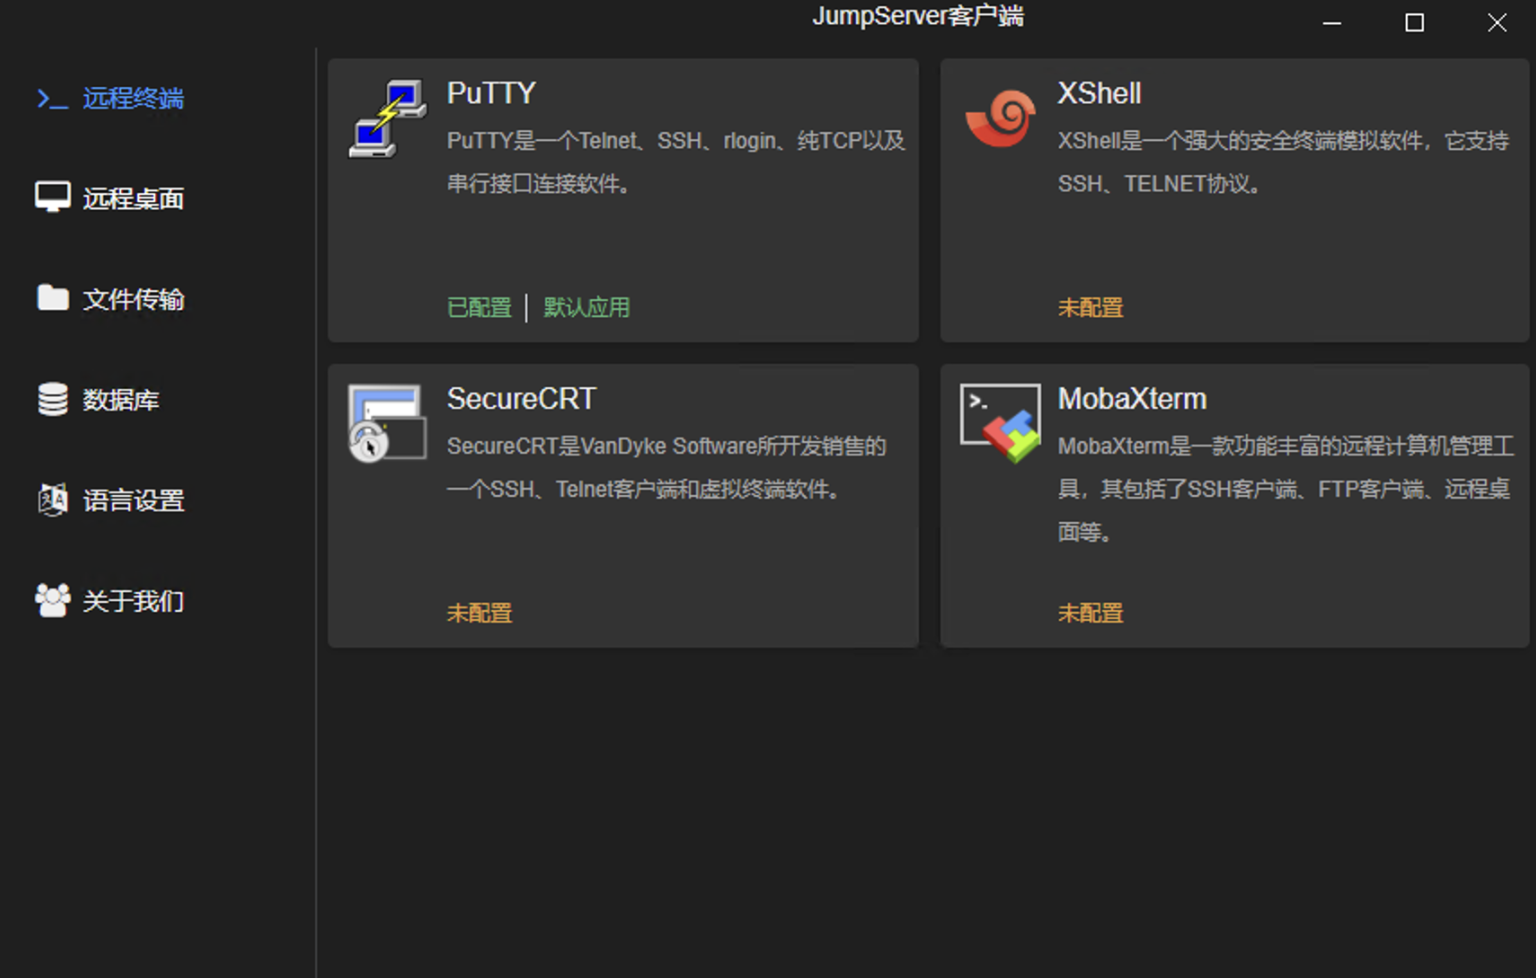 JumpServer客户端
远程终端
远程桌面
文件传输
数据库
语言设置
关于我们
PuTTY
PuTTY是一个Telnet、SSH、rlogin、纯TCP以及
串行接口连接软件。
已配置 | 默认应用
XShell
XShell是一个强大的安全终端模拟软件，它支持
SSH、TELNET协议。
未配置
SecureCRT
SecureCRT是VanDyke Software所开发销售的
一个SSH、Telnet客户端和虚拟终端软件。
未配置
MobaXterm
MobaXterm是一款功能丰富的远程计算机管理工
具，其包括了SSH客户端、FTP客户端、远程桌
面等。
未配置